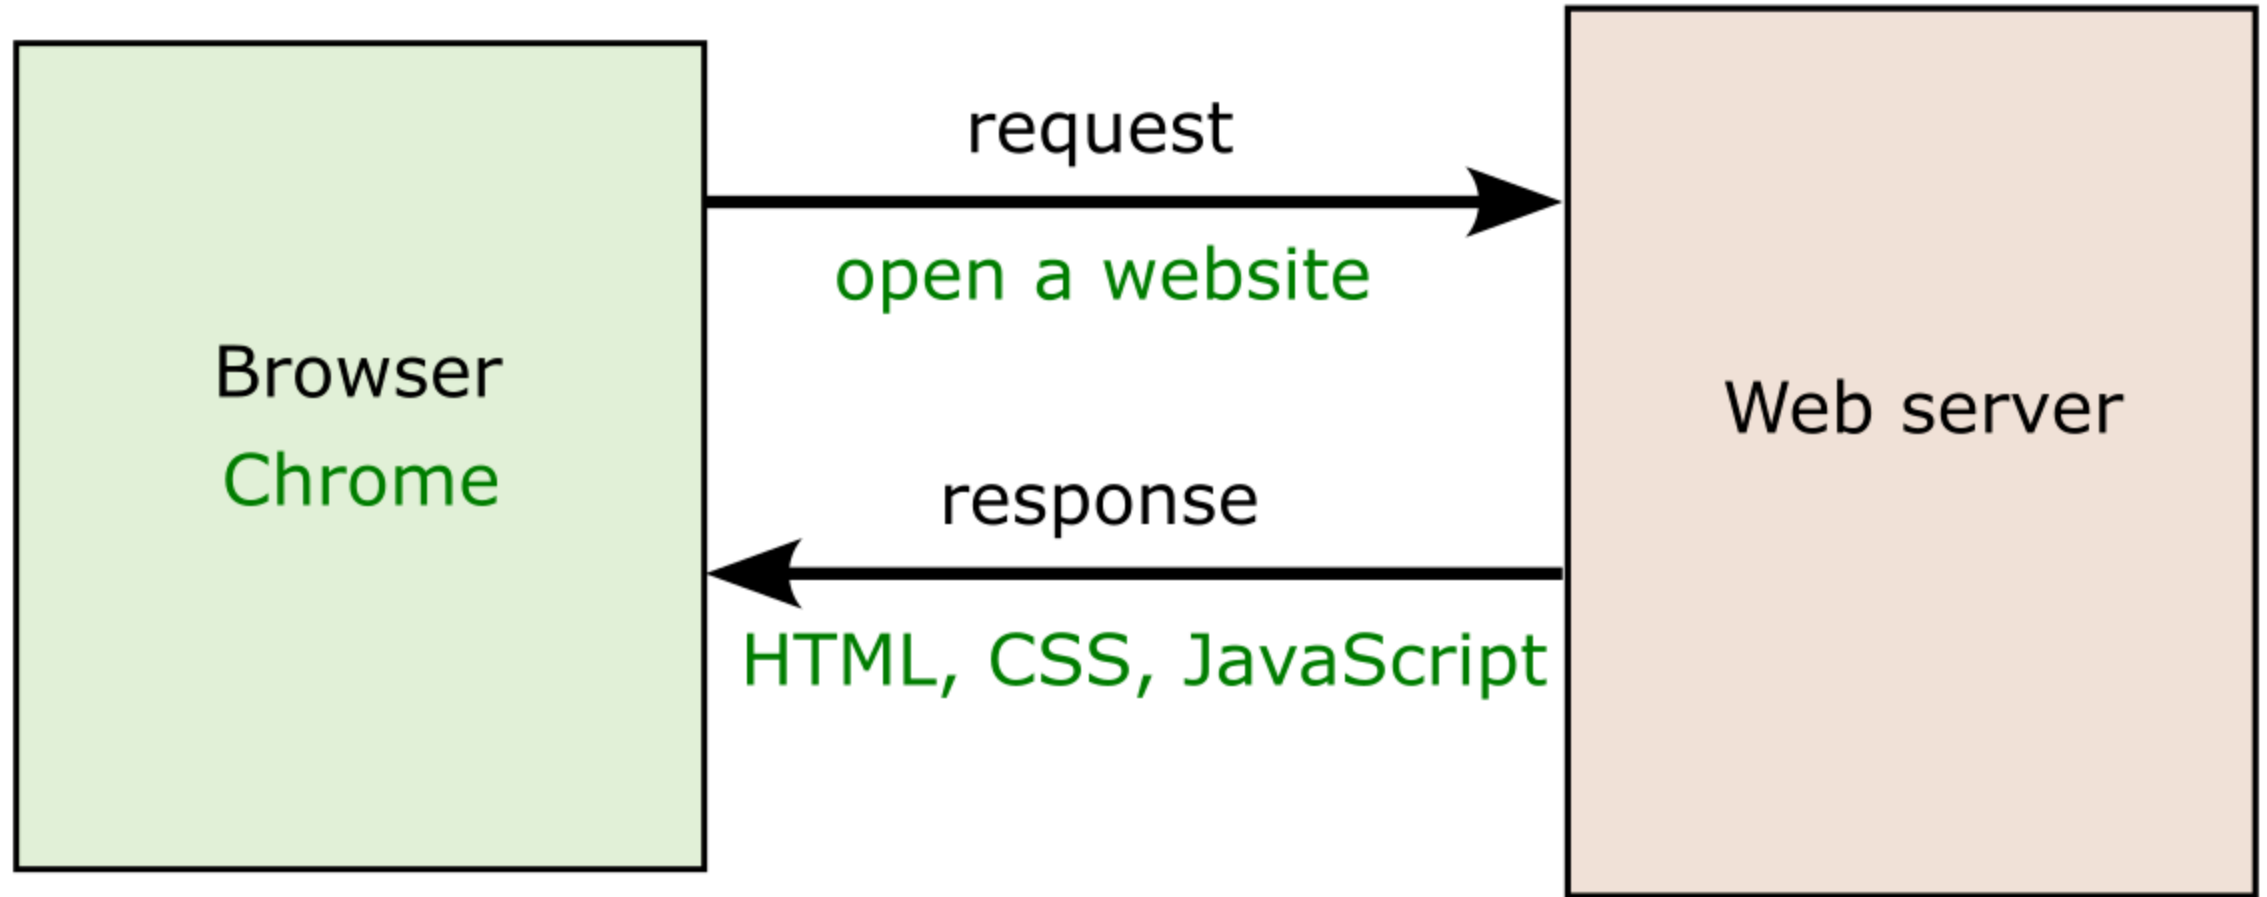 request
open a website
Browser
Chrome
Web server
response
HTML, CSS, JavaScript